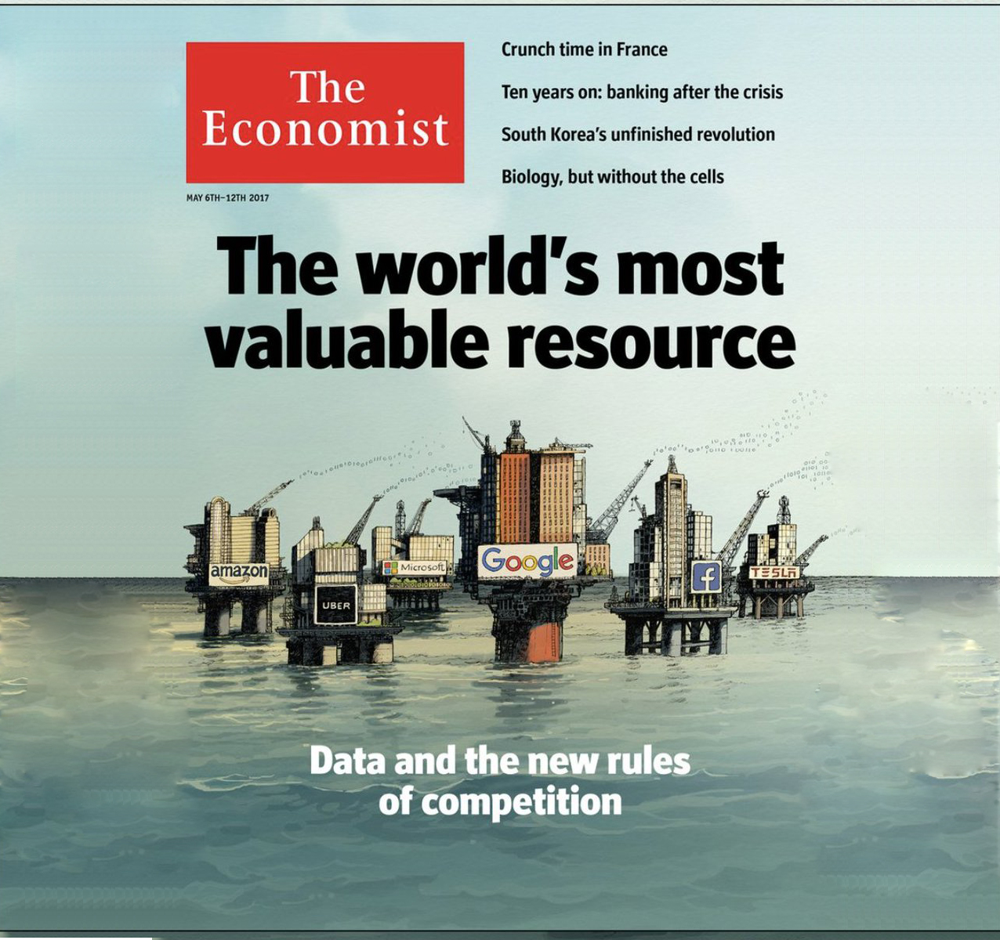 The
Economist
MAY 6TH–12TH 2017
Crunch time in France
Ten years on: banking after the crisis
South Korea's unfinished revolution
Biology, but without the cells
The world's most
valuable resource
amazon
UBER
Microsoft
Google
f
TESLA
Data and the new rules
of competition